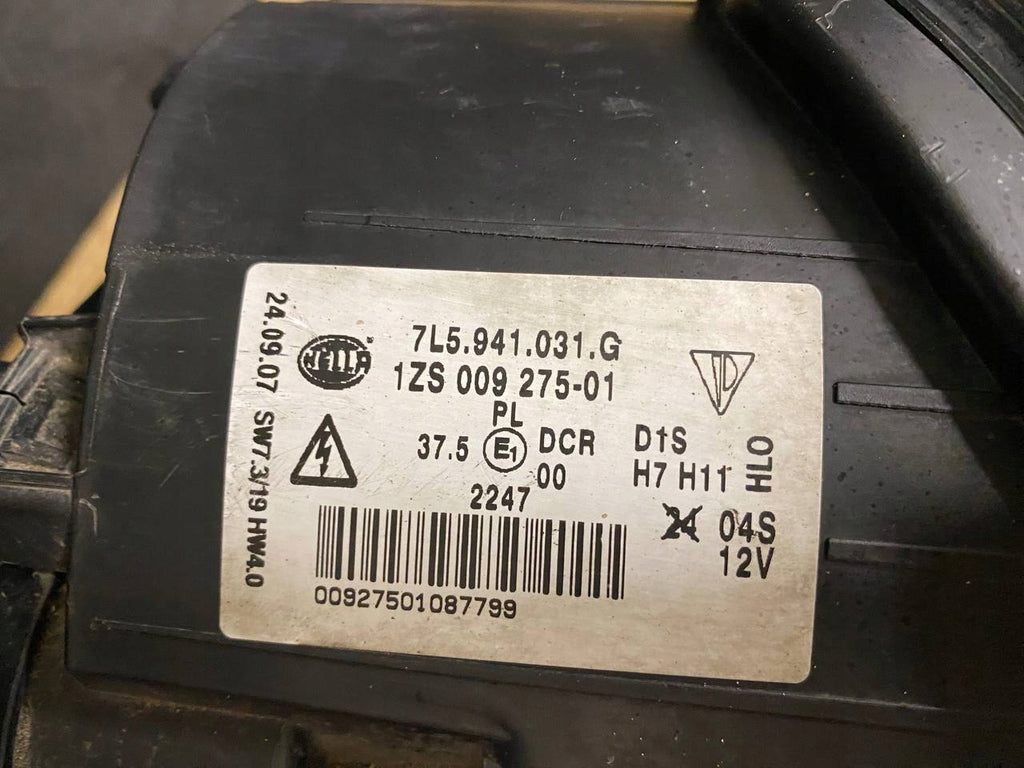 24.09.07 SW7.3/19 HW4.0
HELLA
®
7L5.941.031.G
1ZS 009 275-01
PL
37.5 E1 DCR
00
2247
00927501087799
D1S
H7 H11
HLO
24 04S
12V